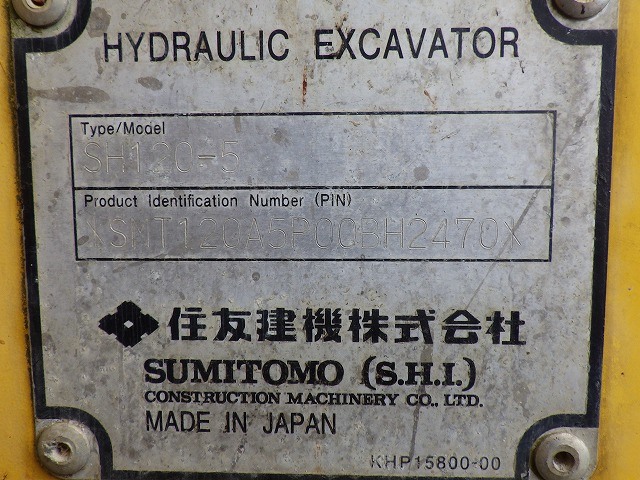 HYDRAULIC EXCAVATOR
Type/Model
SH120-5
Product Identification Number (PIN)
*SMT120A5P00BH2470*
住友建機株式会社
SUMITOMO (S.H.I.)
CONSTRUCTION MACHINERY CO., LTD.
MADE IN JAPAN
KHP15800-00